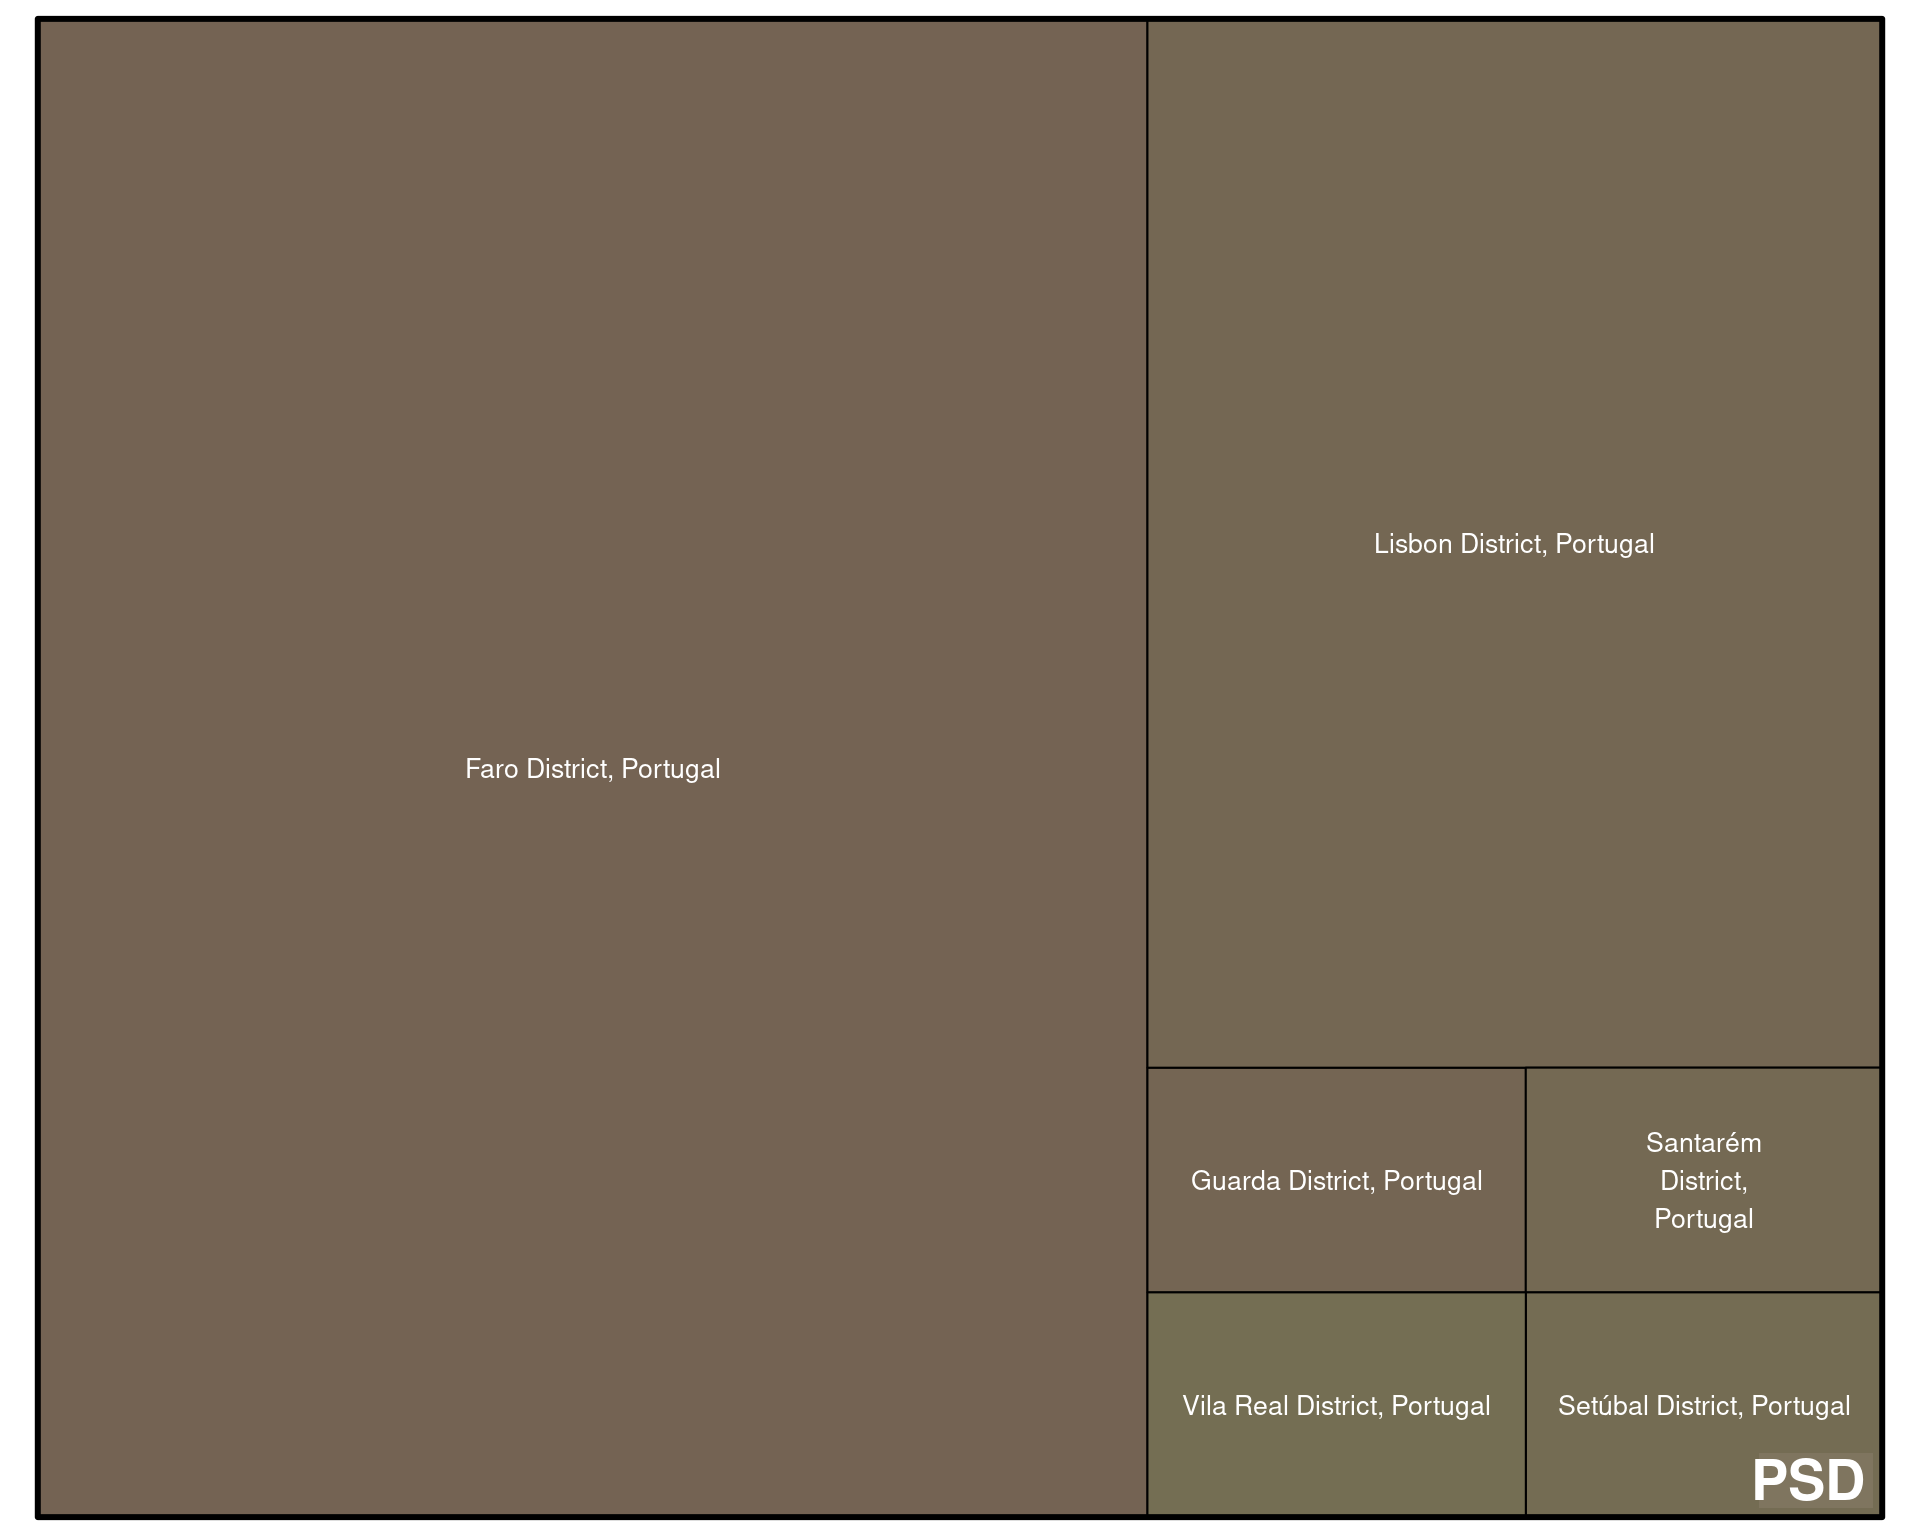 Faro District, Portugal
Lisbon District, Portugal
Guarda District, Portugal
Santarém
District,
Portugal
Vila Real District, Portugal
Setúbal District, Portugal
PSD